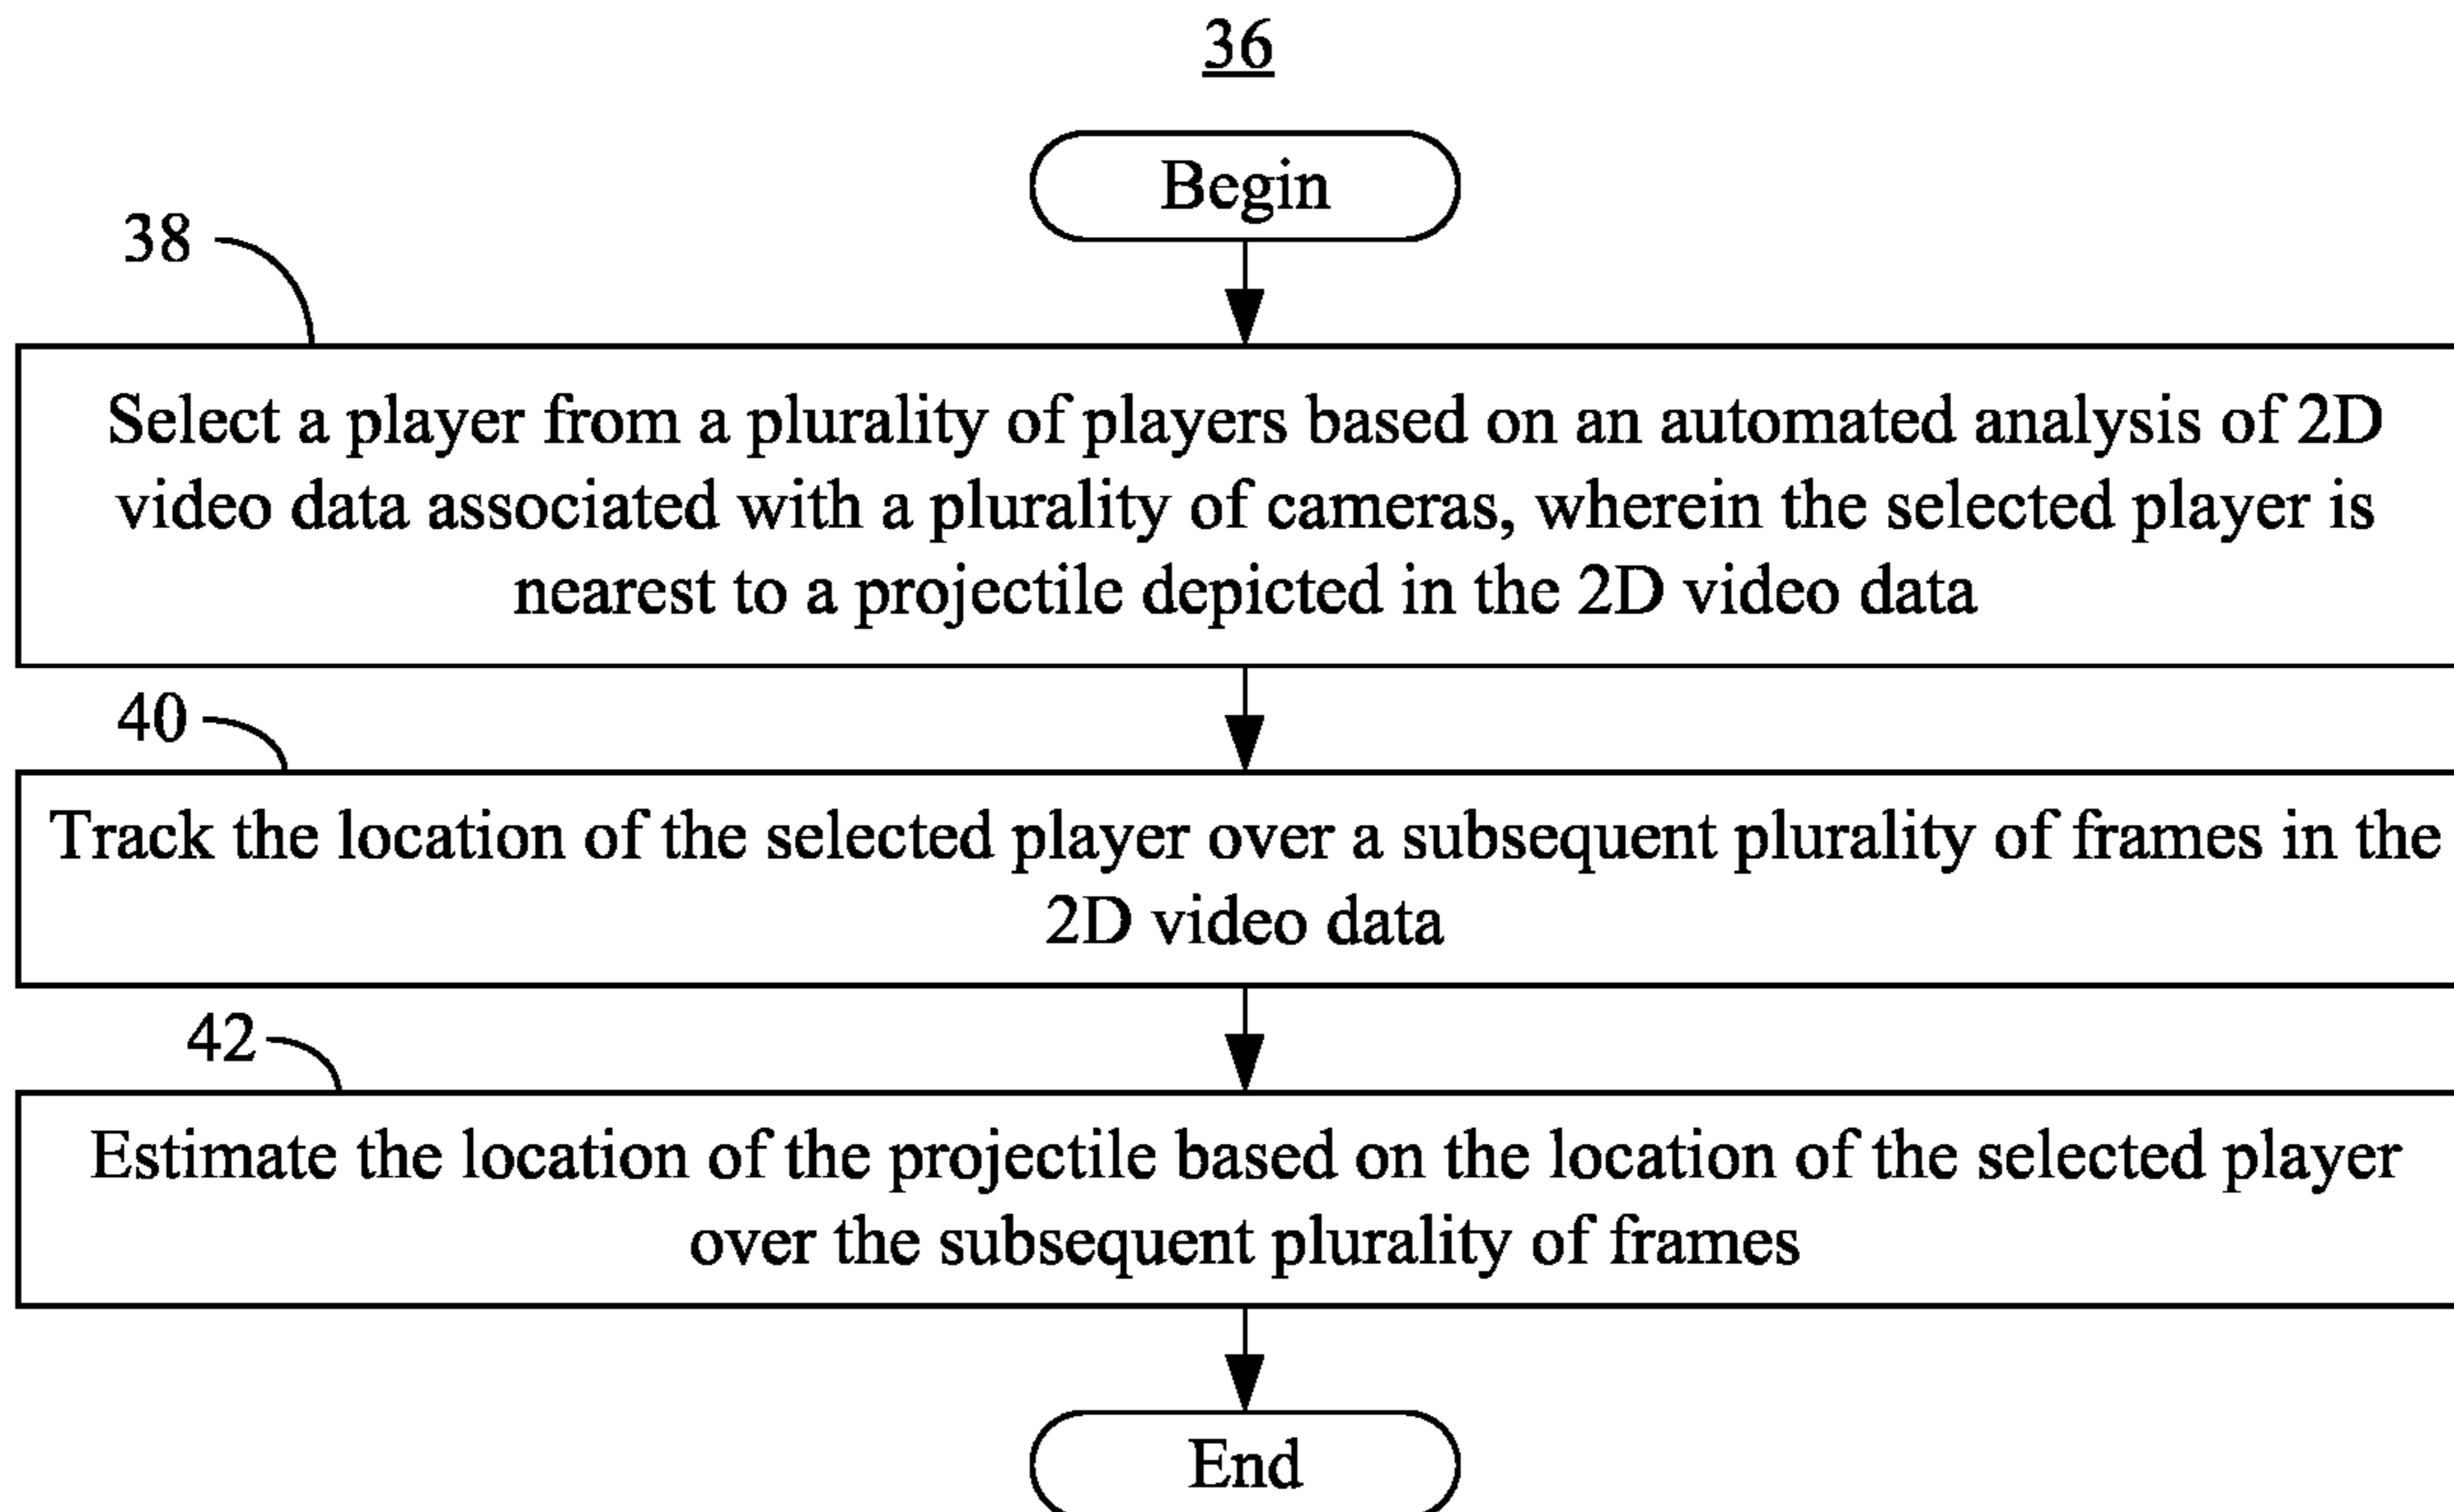 36
Begin
38
Select a player from a plurality of players based on an automated analysis of 2D
video data associated with a plurality of cameras, wherein the selected player is
nearest to a projectile depicted in the 2D video data
40
Track the location of the selected player over a subsequent plurality of frames in the
2D video data
42
Estimate the location of the projectile based on the location of the selected player
over the subsequent plurality of frames
End